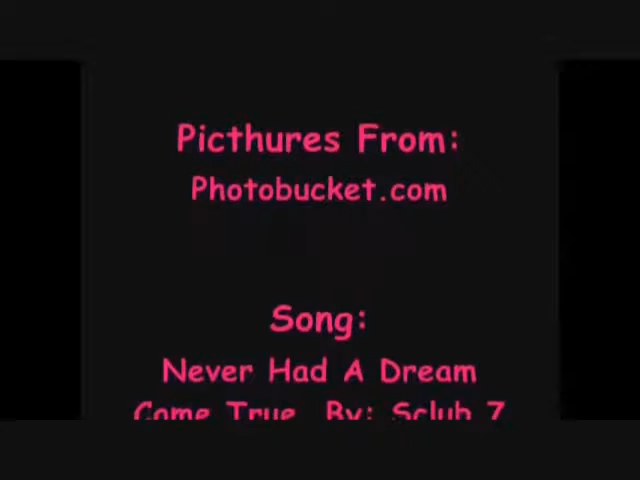 Picthures From:
Photobucket.com
Song:
Never Had A Dream
Come True By: Sclub 7